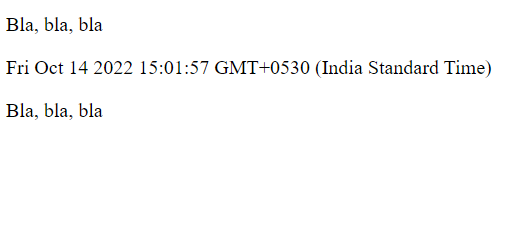 Bla, bla, bla
Fri Oct 14 2022 15:01:57 GMT+0530 (India Standard Time)
Bla, bla, bla